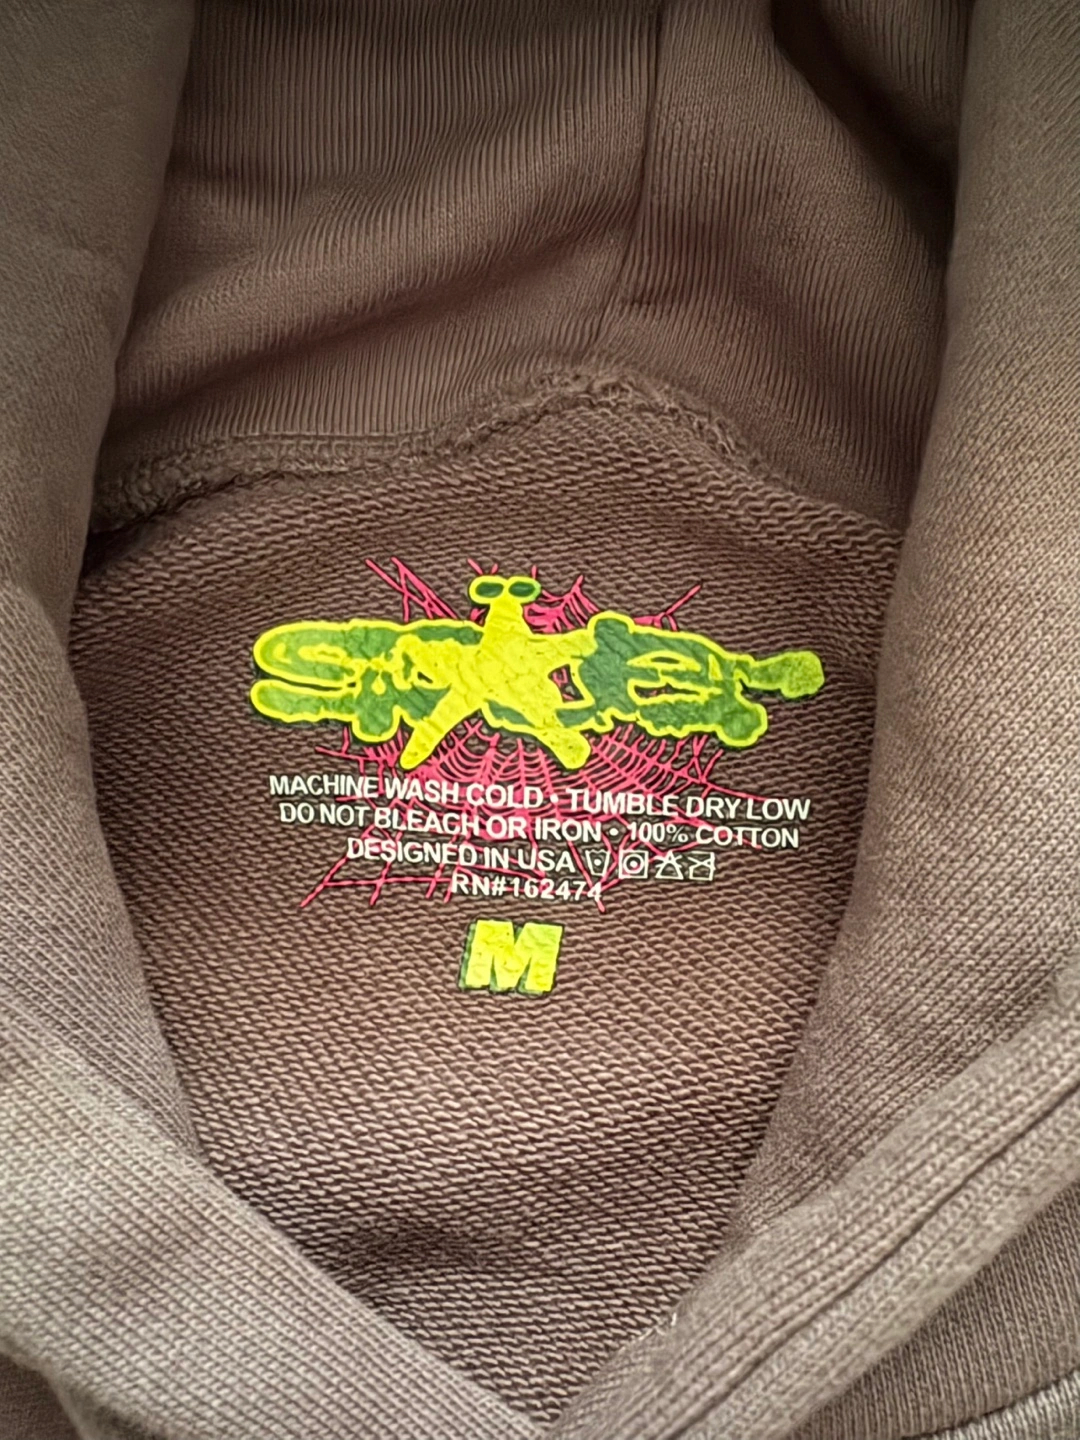 MACHINE WASH COLD • TUMBLE DRY LOW
DO NOT BLEACH OR IRON • 100% COTTON
DESIGNED IN USA
RN#162474
M